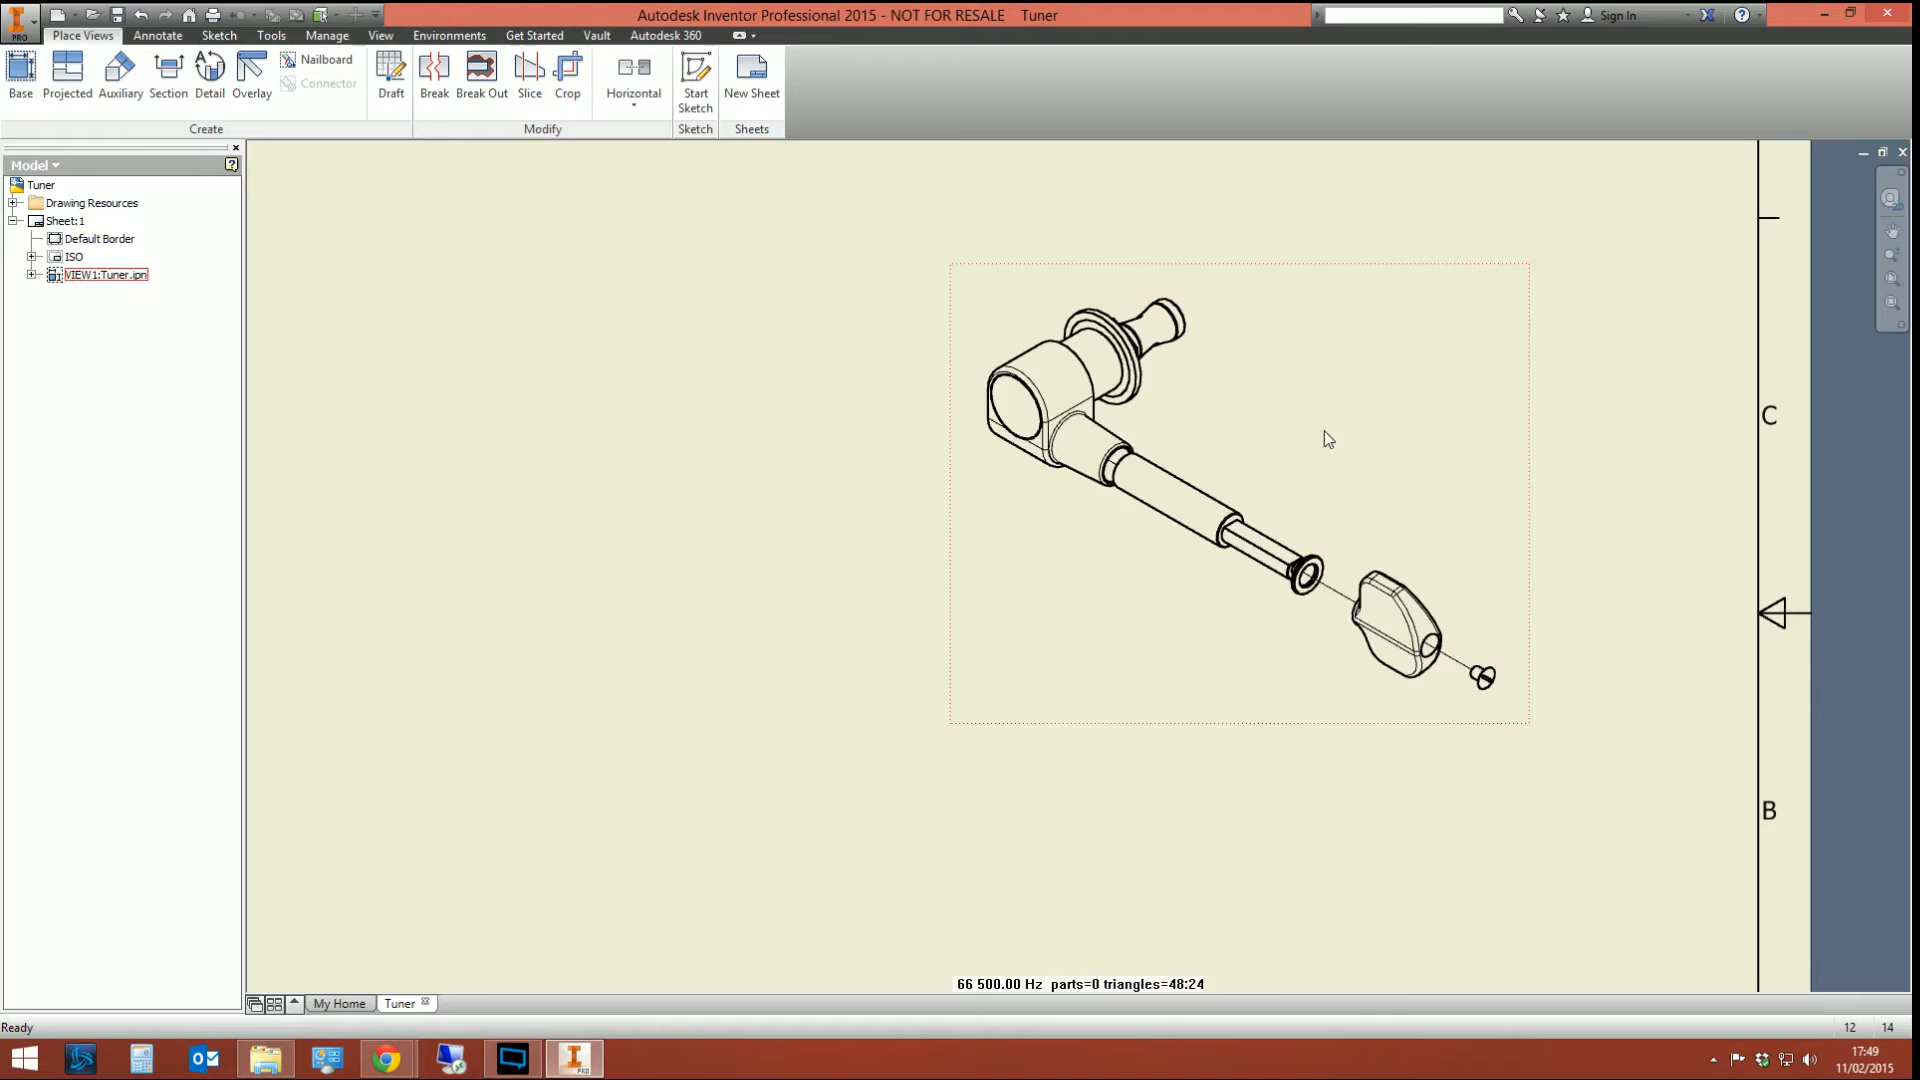 Autodesk Inventor Professional 2015 - NOT FOR RESALE Tuner
Sign In
PRO
Place Views Annotate Sketch Tools Manage View Environments Get Started Vault Autodesk 360
Base Projected Auxiliary Section Detail Overlay Nailboard Connector Draft Break Break Out Slice Crop Horizontal Start Sketch New Sheet
Create Modify Sketch Sheets
Model
Tuner
Drawing Resources
Sheet:1
Default Border
ISO
VIEW1:Tuner.ipn
C
B
66 500.00 Hz parts=0 triangles=48:24
My Home Tuner
Ready
12 14
PRO
17:49
11/02/2015